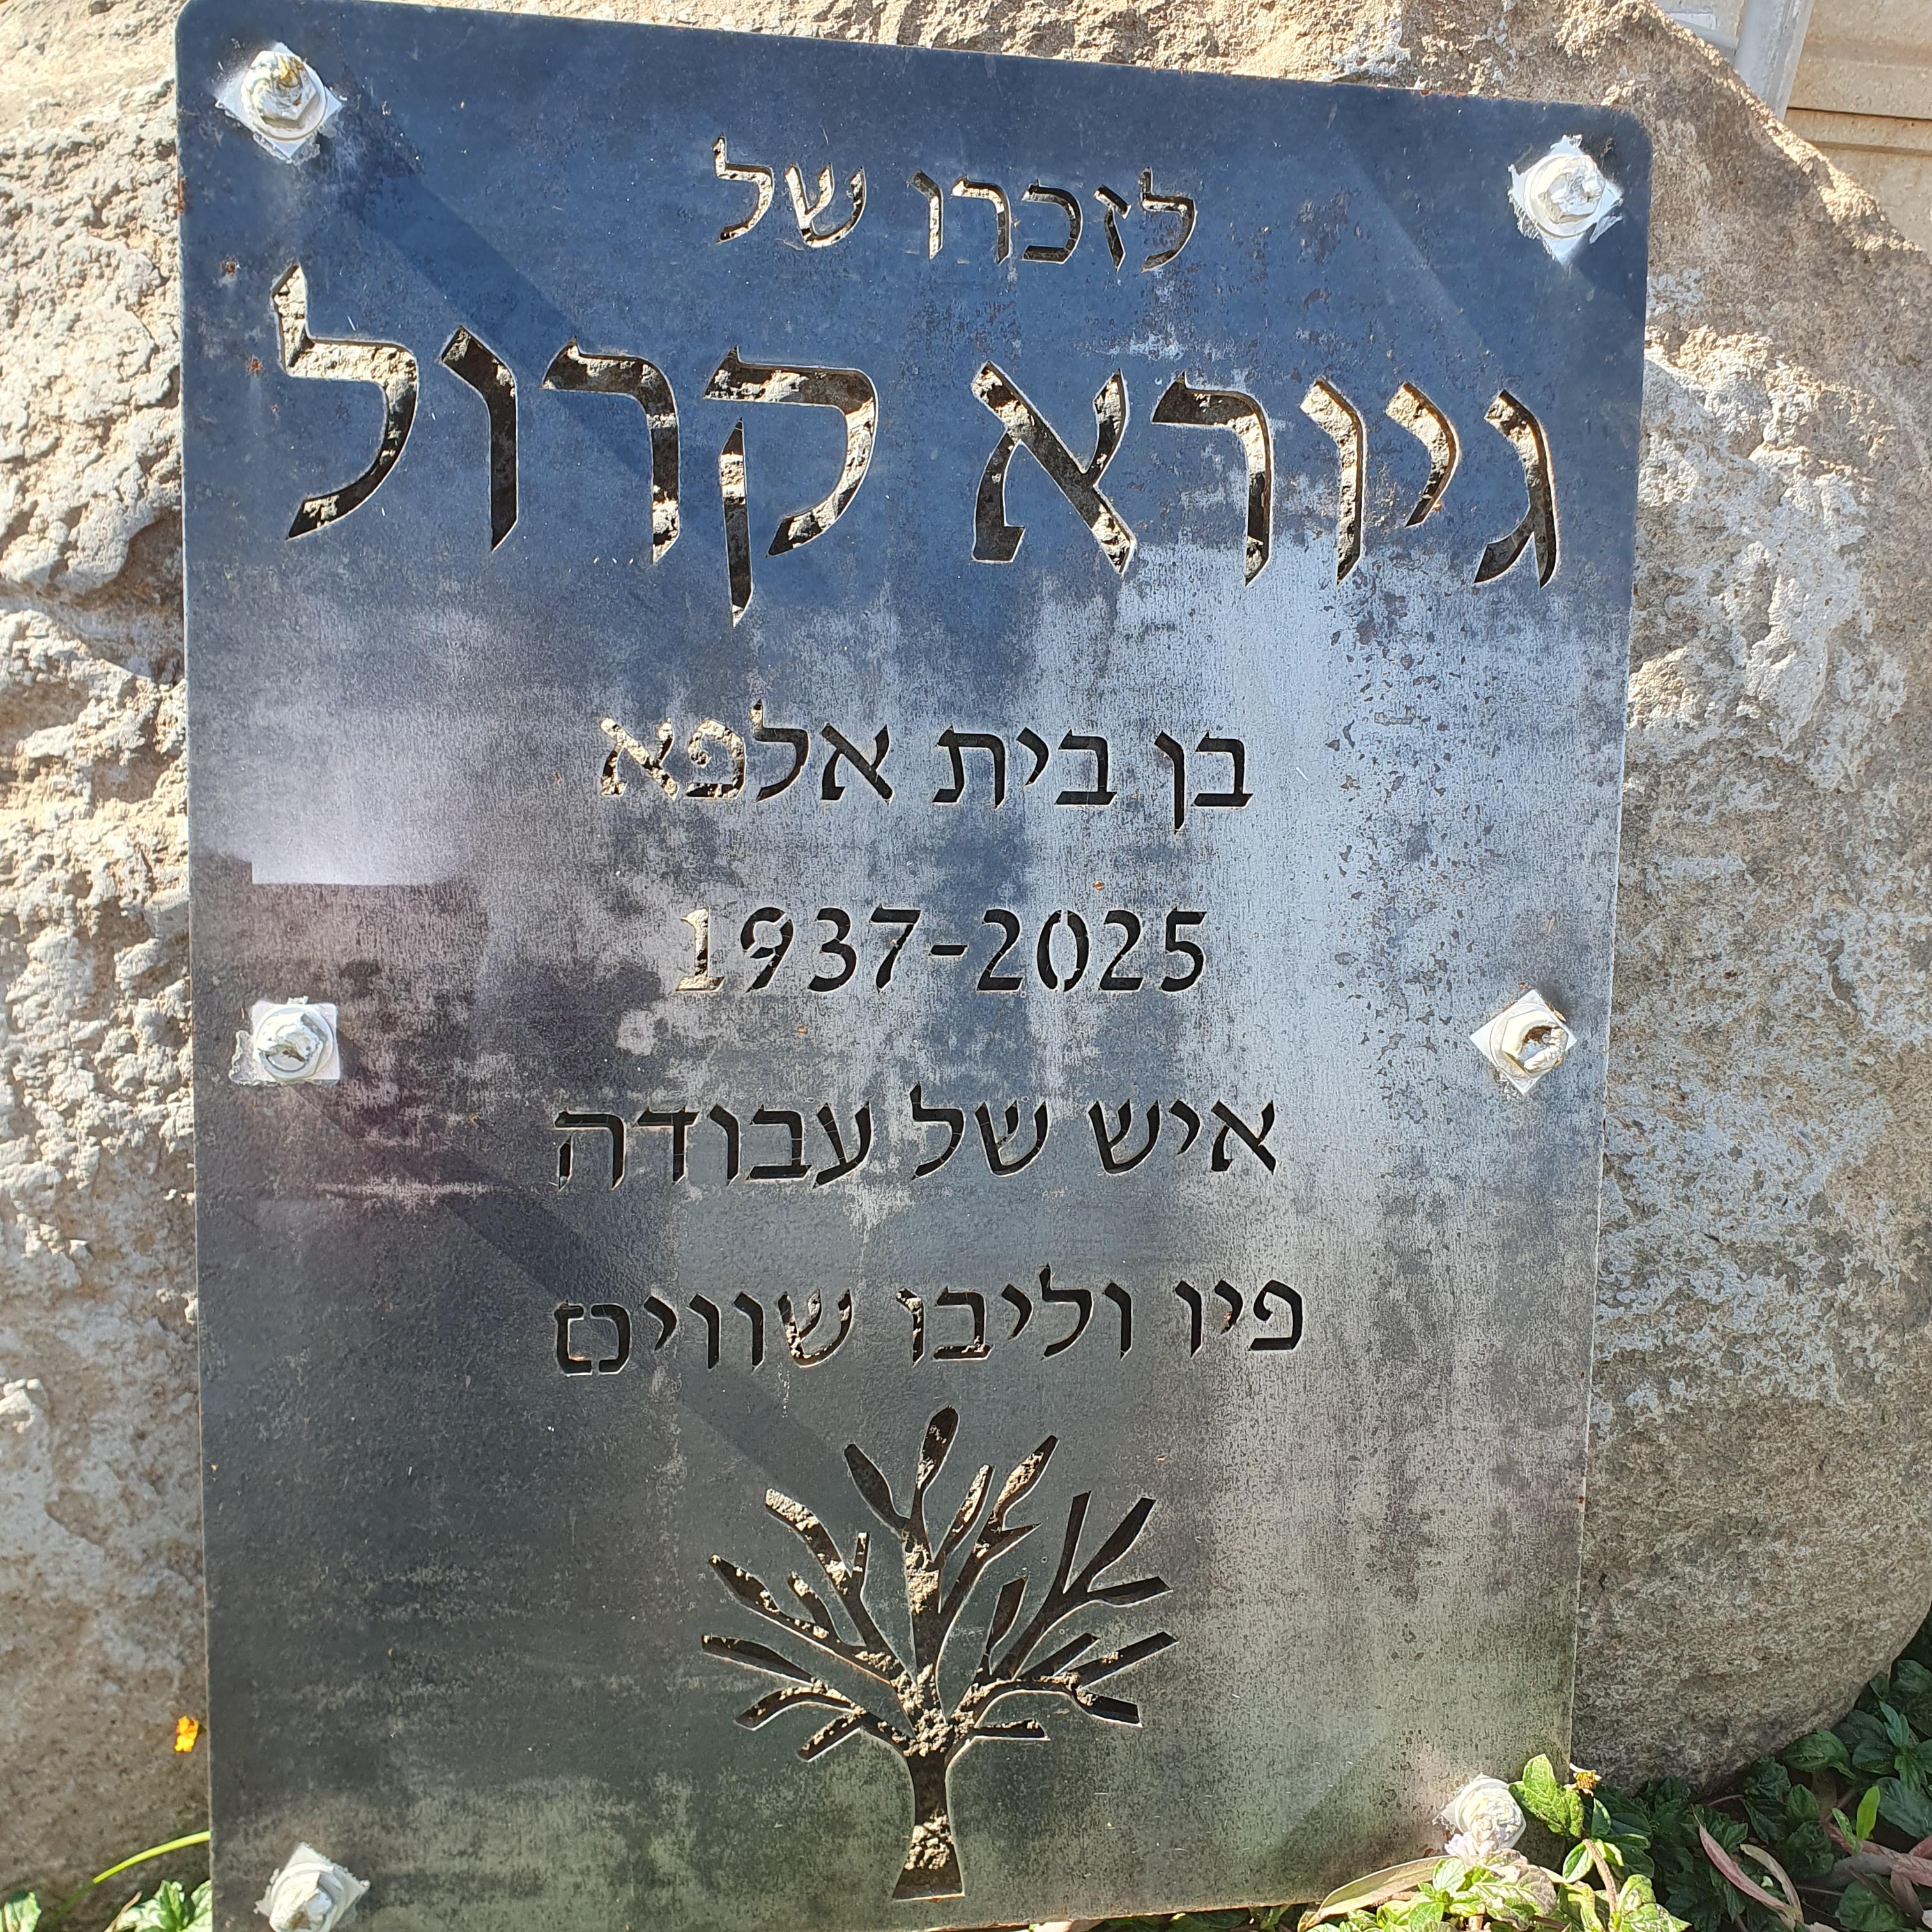 לזכרו של
גיורא קרול
בן בית אלפא
1937-2025
איש של עבודה
פיו וליבו שווים